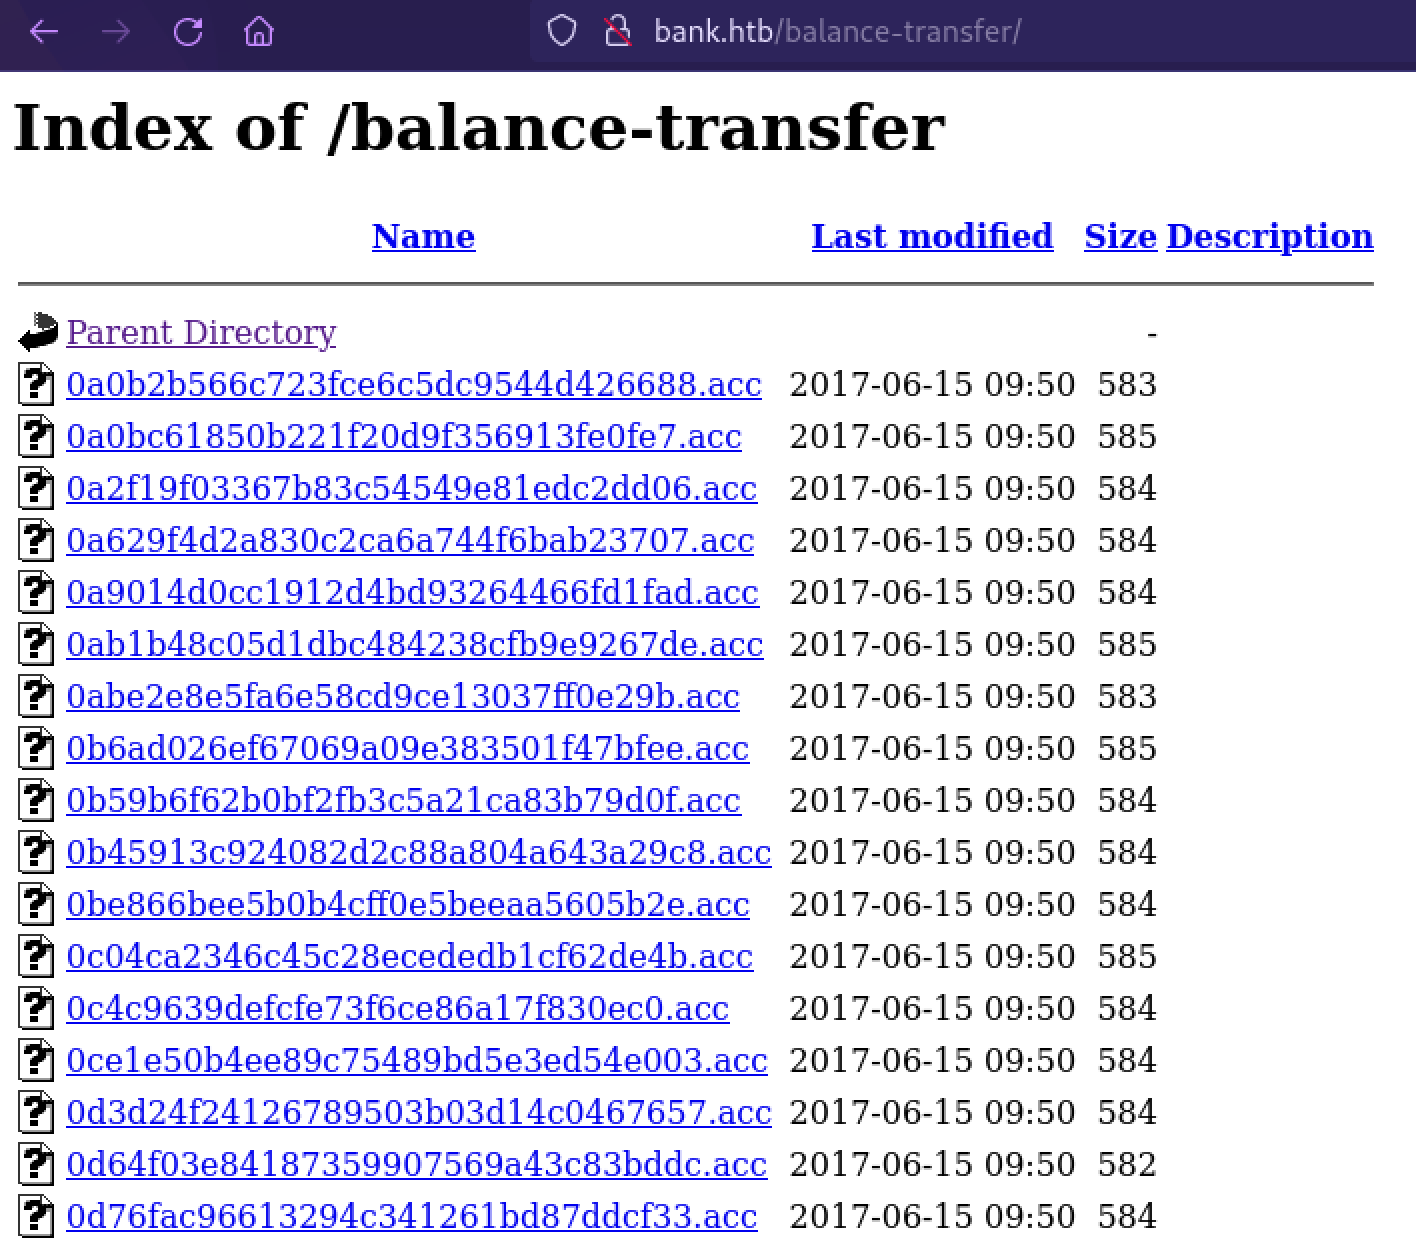 bank.htb/balance-transfer/
Index of /balance-transfer
Name Last modified Size Description
Parent Directory -
0a0b2b566c723fce6c5dc9544d426688.acc 2017-06-15 09:50 583
0a0bc61850b221f20d9f356913fe0fe7.acc 2017-06-15 09:50 585
0a2f19f03367b83c54549e81edc2dd06.acc 2017-06-15 09:50 584
0a629f4d2a830c2ca6a744f6bab23707.acc 2017-06-15 09:50 584
0a9014d0cc1912d4bd93264466fd1fad.acc 2017-06-15 09:50 584
0ab1b48c05d1dbc484238cfb9e9267de.acc 2017-06-15 09:50 585
0abe2e8e5fa6e58cd9ce13037ff0e29b.acc 2017-06-15 09:50 583
0b6ad026ef67069a09e383501f47bfee.acc 2017-06-15 09:50 585
0b59b6f62b0bf2fb3c5a21ca83b79d0f.acc 2017-06-15 09:50 584
0b45913c924082d2c88a804a643a29c8.acc 2017-06-15 09:50 584
0be866bee5b0b4cff0e5beeaa5605b2e.acc 2017-06-15 09:50 584
0c04ca2346c45c28ecededb1cf62de4b.acc 2017-06-15 09:50 585
0c4c9639defcfe73f6ce86a17f830ec0.acc 2017-06-15 09:50 584
0ce1e50b4ee89c75489bd5e3ed54e003.acc 2017-06-15 09:50 584
0d3d24f24126789503b03d14c0467657.acc 2017-06-15 09:50 584
0d64f03e84187359907569a43c83bddc.acc 2017-06-15 09:50 582
0d76fac96613294c341261bd87ddcf33.acc 2017-06-15 09:50 584